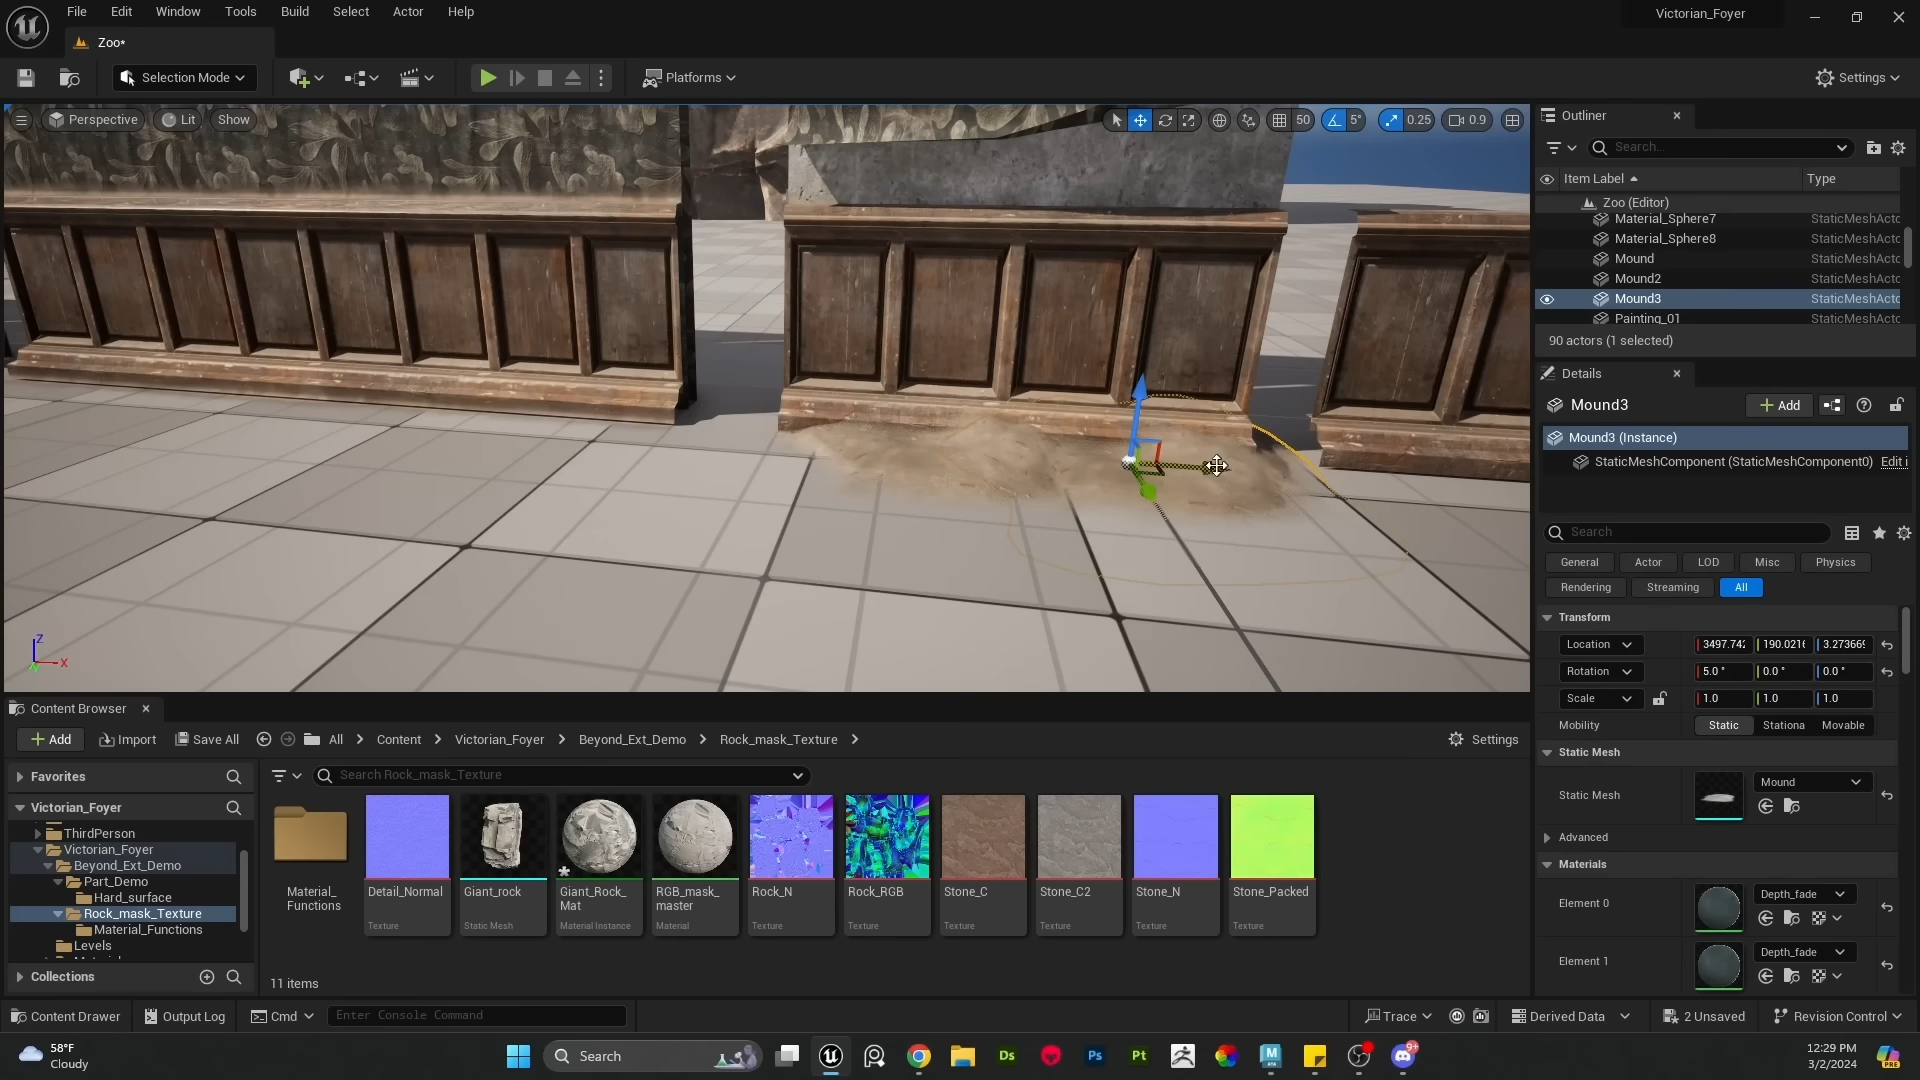 File Edit Window Tools Build Select Actor Help
Victorian_Foyer
Zoo*
Selection Mode
Platforms
Settings
Perspective Lit Show
50 5° 0.25 0.9
Z
X
Outliner
Search...
Item Label Type
Zoo (Editor)
Material_Sphere7 StaticMeshActo
Material_Sphere8 StaticMeshActo
Mound StaticMeshActo
Mound2 StaticMeshActo
Mound3 StaticMeshActo
Painting_01 StaticMeshActo
90 actors (1 selected)
Details
Mound3
Add
Mound3 (Instance)
StaticMeshComponent (StaticMeshComponent0) Edit i
Search
General Actor LOD Misc Physics
Rendering Streaming All
Transform
Location 3497.742 190.0216 3.273669
Rotation 5.0 ° 0.0 ° 0.0 °
Scale 1.0 1.0 1.0
Mobility Static Stationa Movable
Static Mesh
Static Mesh Mound
Advanced
Materials
Element 0 Depth_fade
Element 1 Depth_fade
Content Browser
Add Import Save All All Content Victorian_Foyer Beyond_Ext_Demo Rock_mask_Texture Settings
Favorites
Search Rock_mask_Texture
Victorian_Foyer
ThirdPerson
Victorian_Foyer
Beyond_Ext_Demo
Part_Demo
Hard_surface
Rock_mask_Texture
Material_Functions
Levels
Collections
Material_
Functions
Detail_Normal
Texture
Giant_rock
Static Mesh
Giant_Rock_
Mat
Material Instance
RGB_mask_
master
Material
Rock_N
Texture
Rock_RGB
Texture
Stone_C
Texture
Stone_C2
Texture
Stone_N
Texture
Stone_Packed
Texture
11 items
Content Drawer Output Log Cmd Enter Console Command Trace Derived Data 2 Unsaved Revision Control
58°F
Cloudy
Search
Ds Ps Pt
9+
12:29 PM
3/2/2024